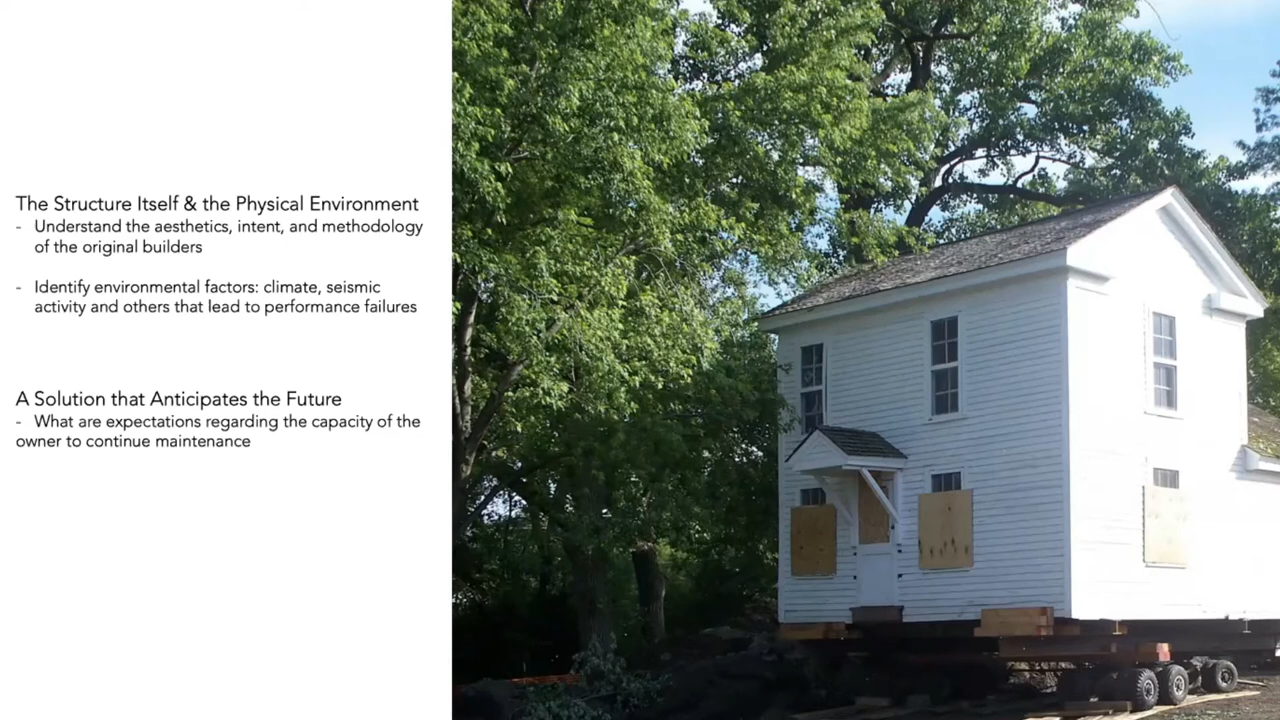 The Structure Itself & the Physical Environment
- Understand the aesthetics, intent, and methodology
of the original builders
- Identify environmental factors: climate, seismic
activity and others that lead to performance failures
A Solution that Anticipates the Future
- What are expectations regarding the capacity of the
owner to continue maintenance